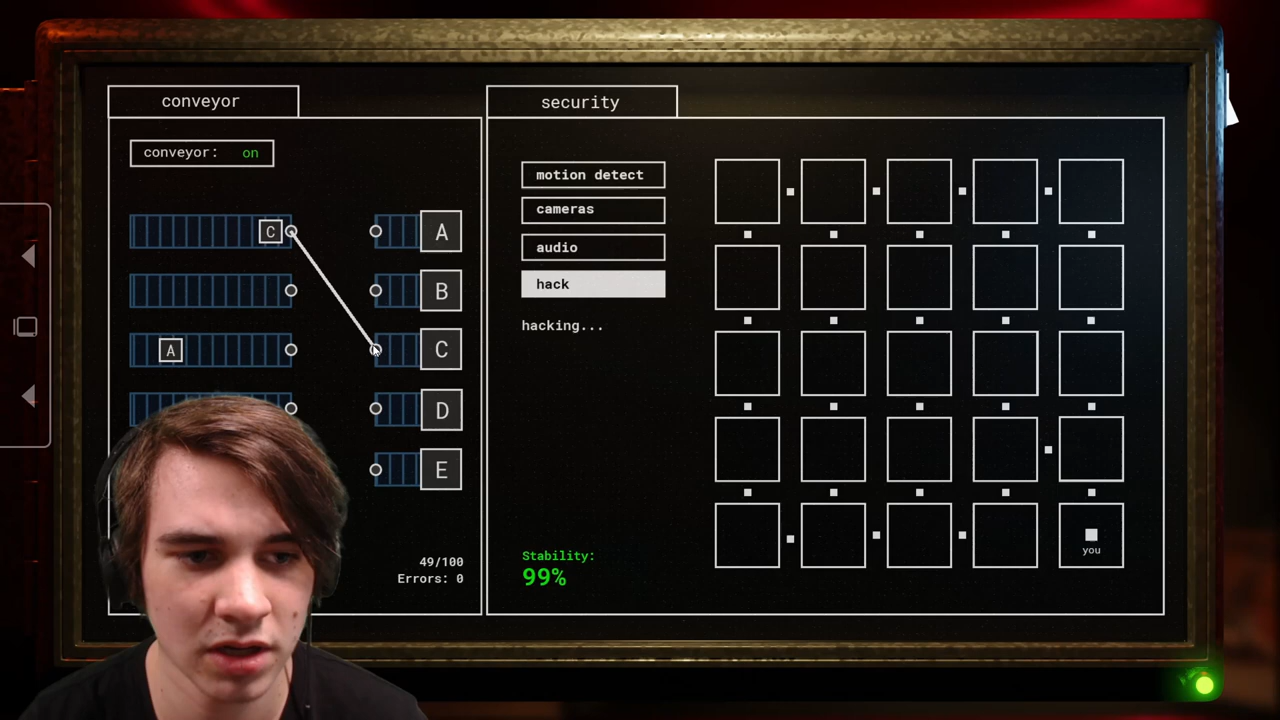 conveyor
conveyor: on
C
A
A
B
C
D
E
49/100
Errors: 0
security
motion detect
cameras
audio
hack
hacking...
Stability:
99%
you